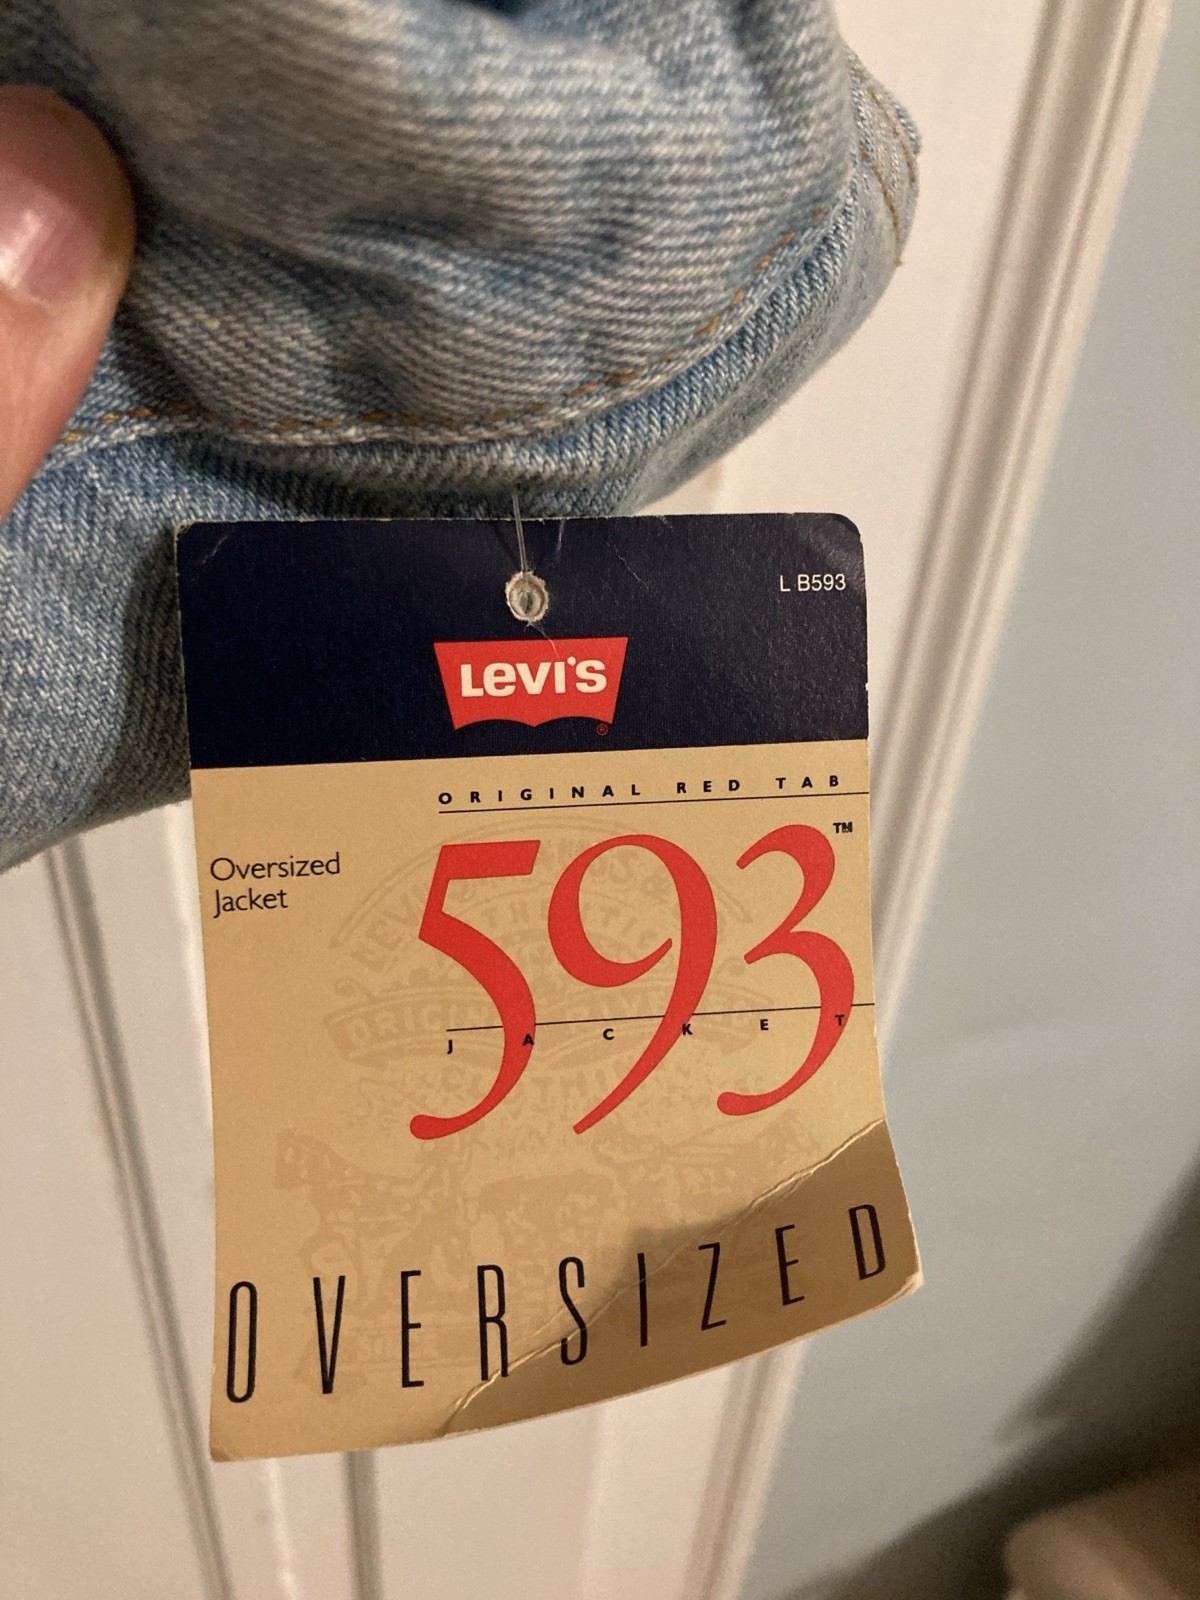 L B593
LEVI'S®
ORIGINAL RED TAB
593™
Oversized
Jacket
JACKET
OVERSIZED